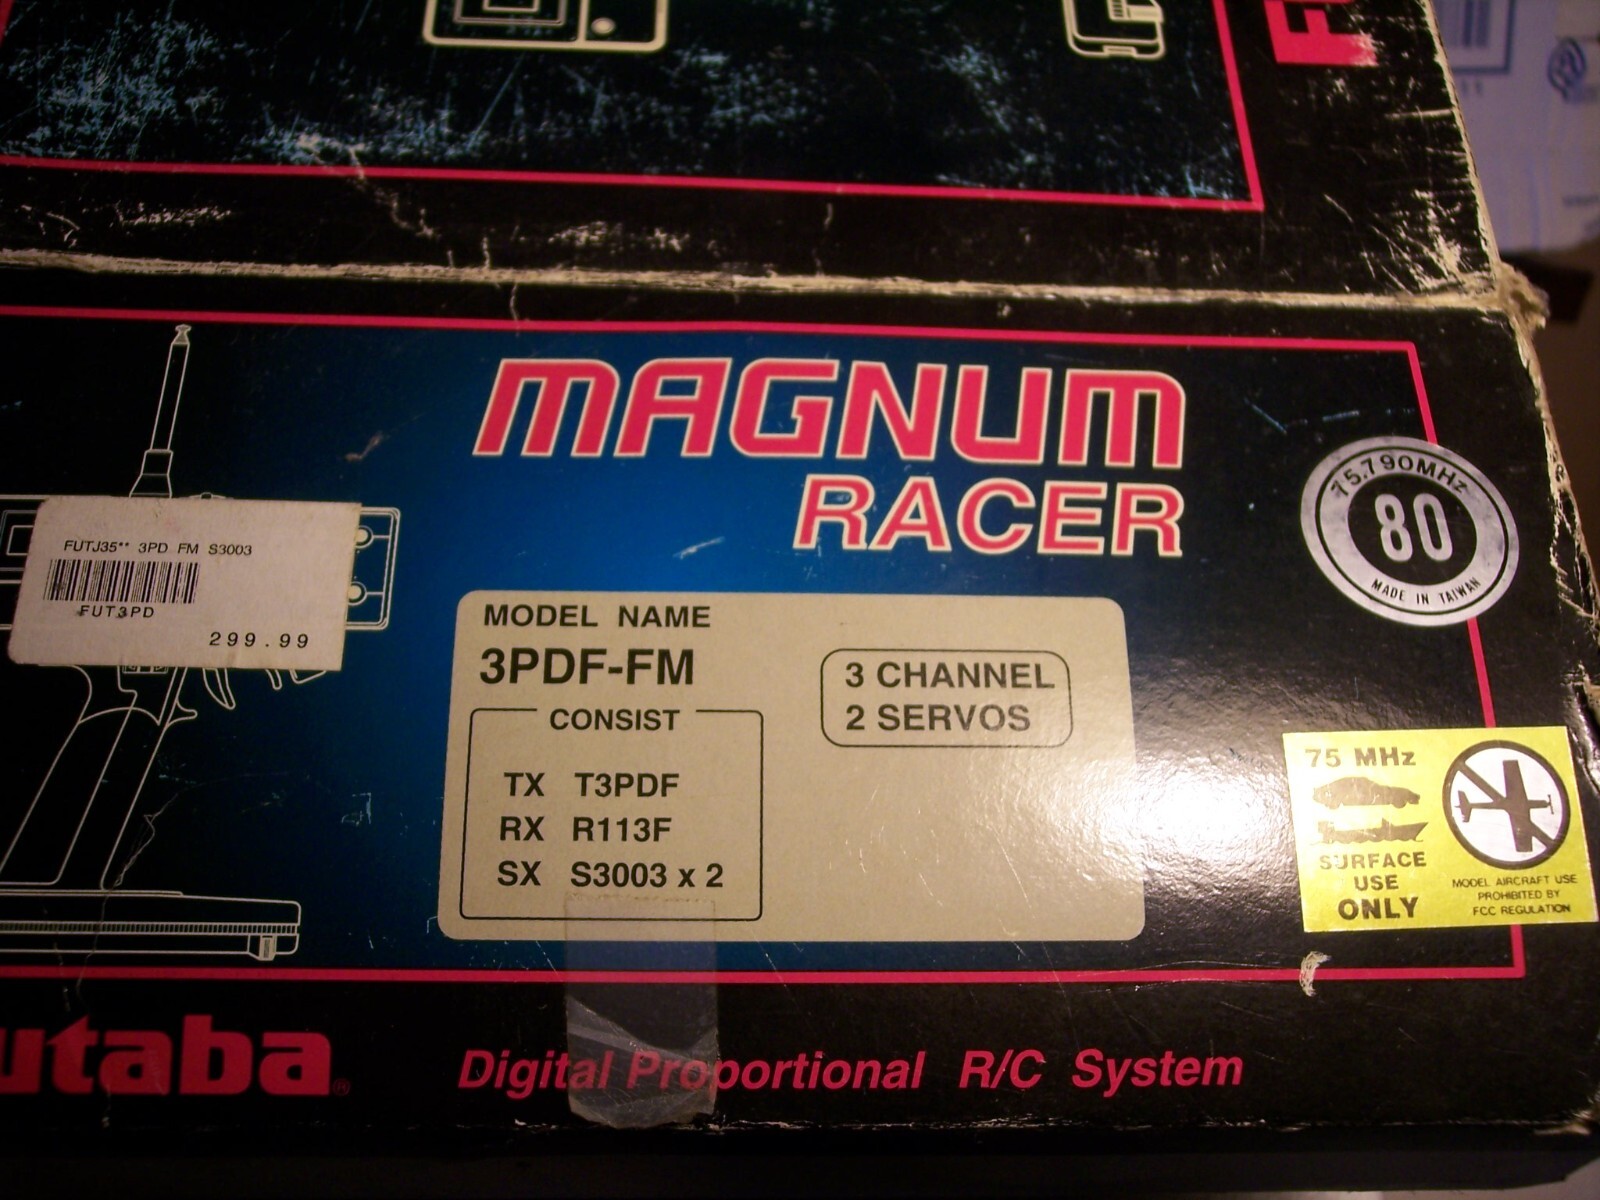 MAGNUM
RACER
75.790MHz
80
MADE IN TAIWAN
FUTJ35** 3PD FM S3003
FUT3PD
299.99
MODEL NAME
3PDF-FM
3 CHANNEL
2 SERVOS
CONSIST
TX T3PDF
RX R113F
SX S3003 x 2
75 MHz
SURFACE
USE
ONLY
MODEL AIRCRAFT USE
PROHIBITED BY
FCC REGULATION
utaba®
Digital Proportional R/C System